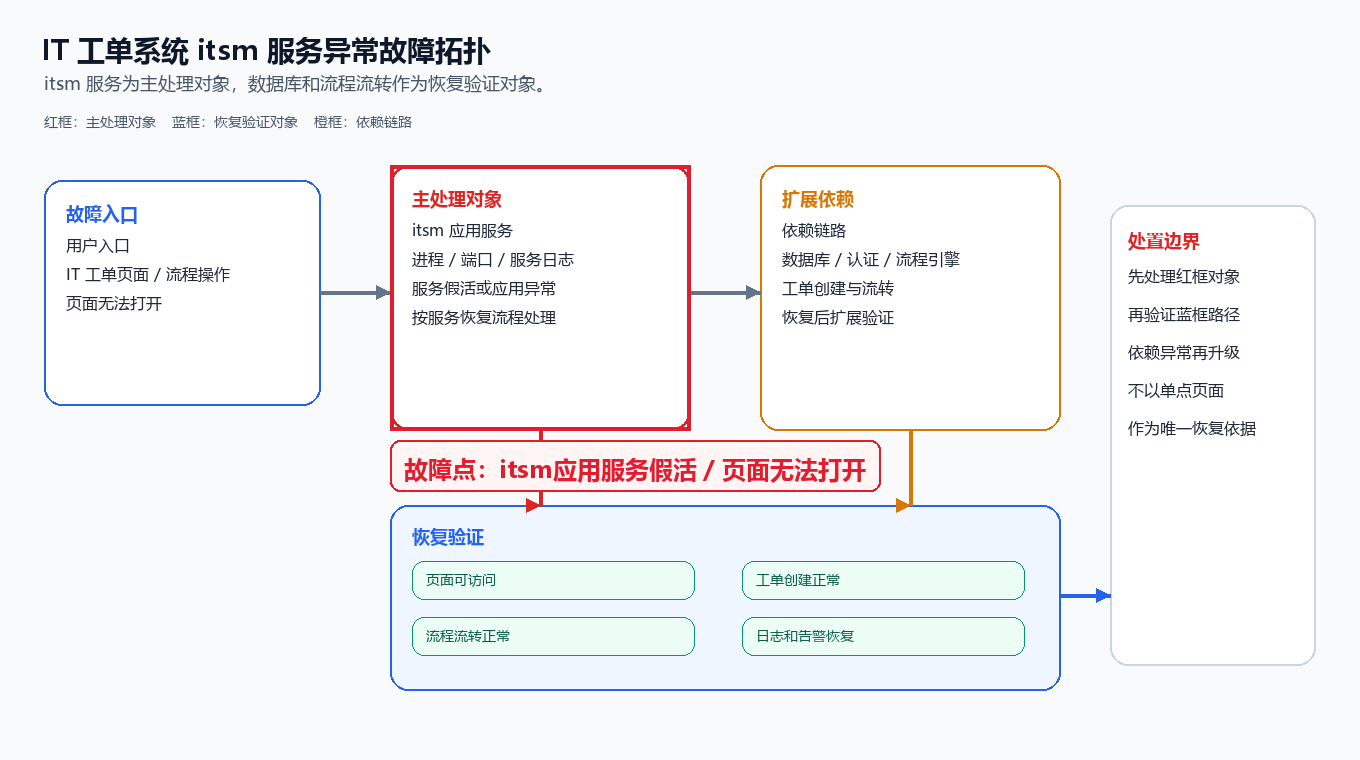 IT 工单系统 itsm 服务异常故障拓扑
itsm 服务为主处理对象，数据库和流程流转作为恢复验证对象。
红框：主处理对象 蓝框：恢复验证对象 橙框：依赖链路
故障入口
用户入口
IT 工单页面 / 流程操作
页面无法打开
主处理对象
itsm 应用服务
进程 / 端口 / 服务日志
服务假活或应用异常
按服务恢复流程处理
扩展依赖
依赖链路
数据库 / 认证 / 流程引擎
工单创建与流转
恢复后扩展验证
处置边界
先处理红框对象
再验证蓝框路径
依赖异常再升级
不以单点页面
作为唯一恢复依据
故障点：itsm应用服务假活 / 页面无法打开
恢复验证
页面可访问
工单创建正常
流程流转正常
日志和告警恢复